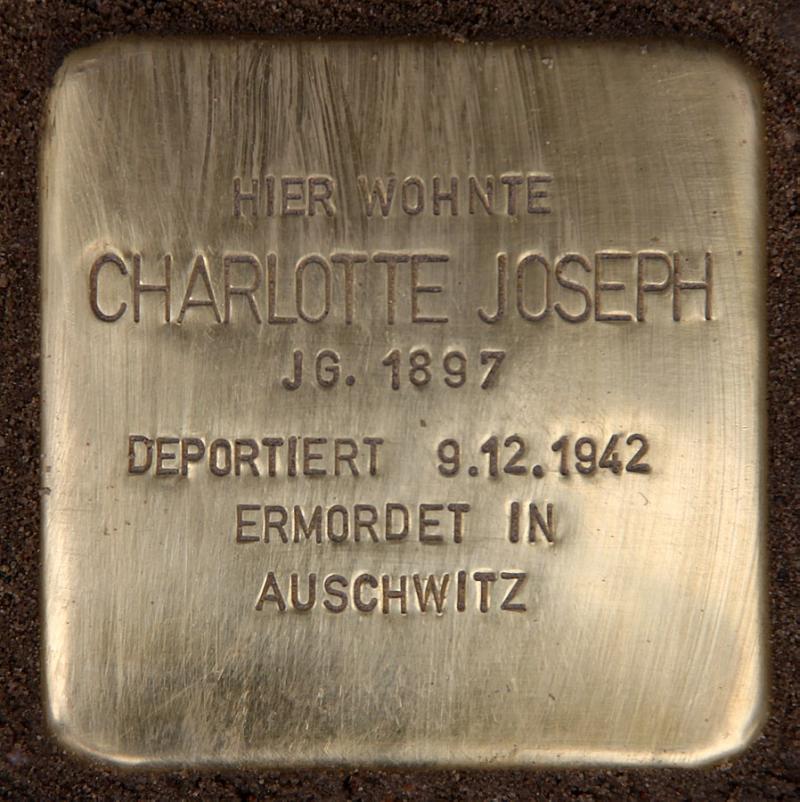 HIER WOHNTE
CHARLOTTE JOSEPH
JG. 1897
DEPORTIERT 9.12.1942
ERMORDET IN
AUSCHWITZ